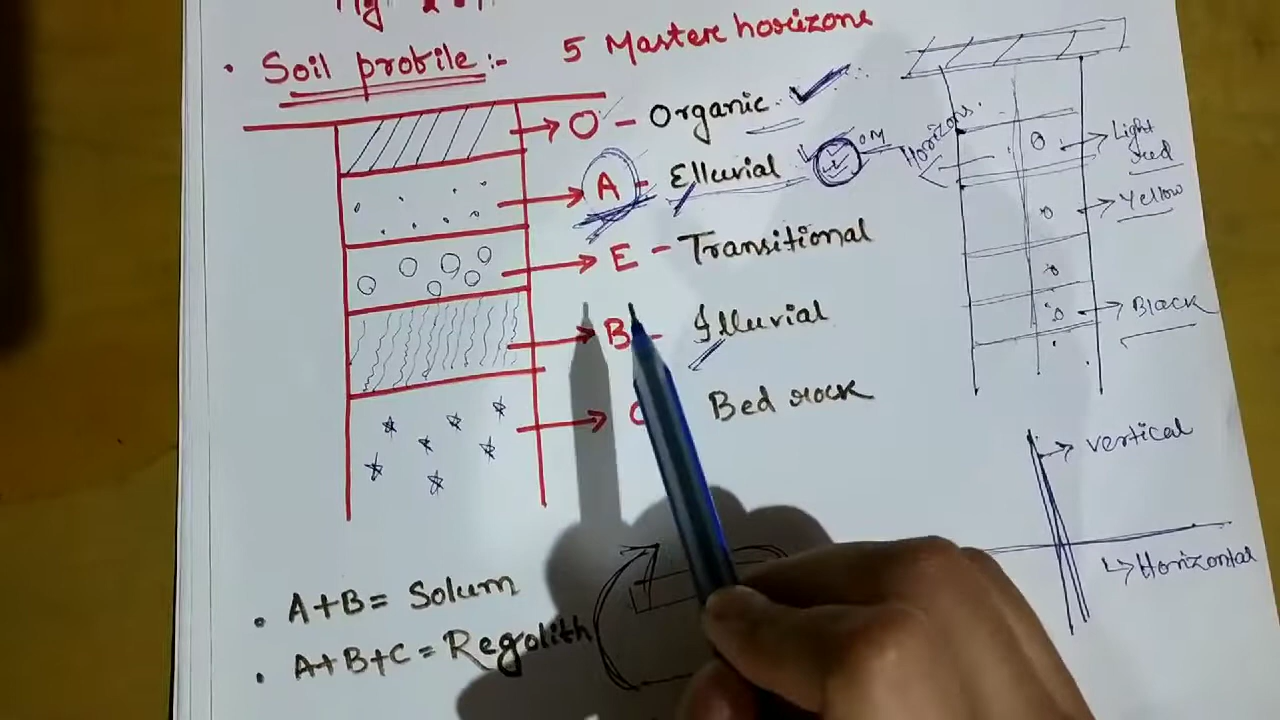 • Soil profile:- 5 Master horizons
O - Organic
A - Elluvial
OM
E - Transitional
B - Illuvial
C Bed rock
• A+B= Solum
• A+B+C = Regolith
Horizons.
Light
red
Yellow
Black
vertical
Horizontal